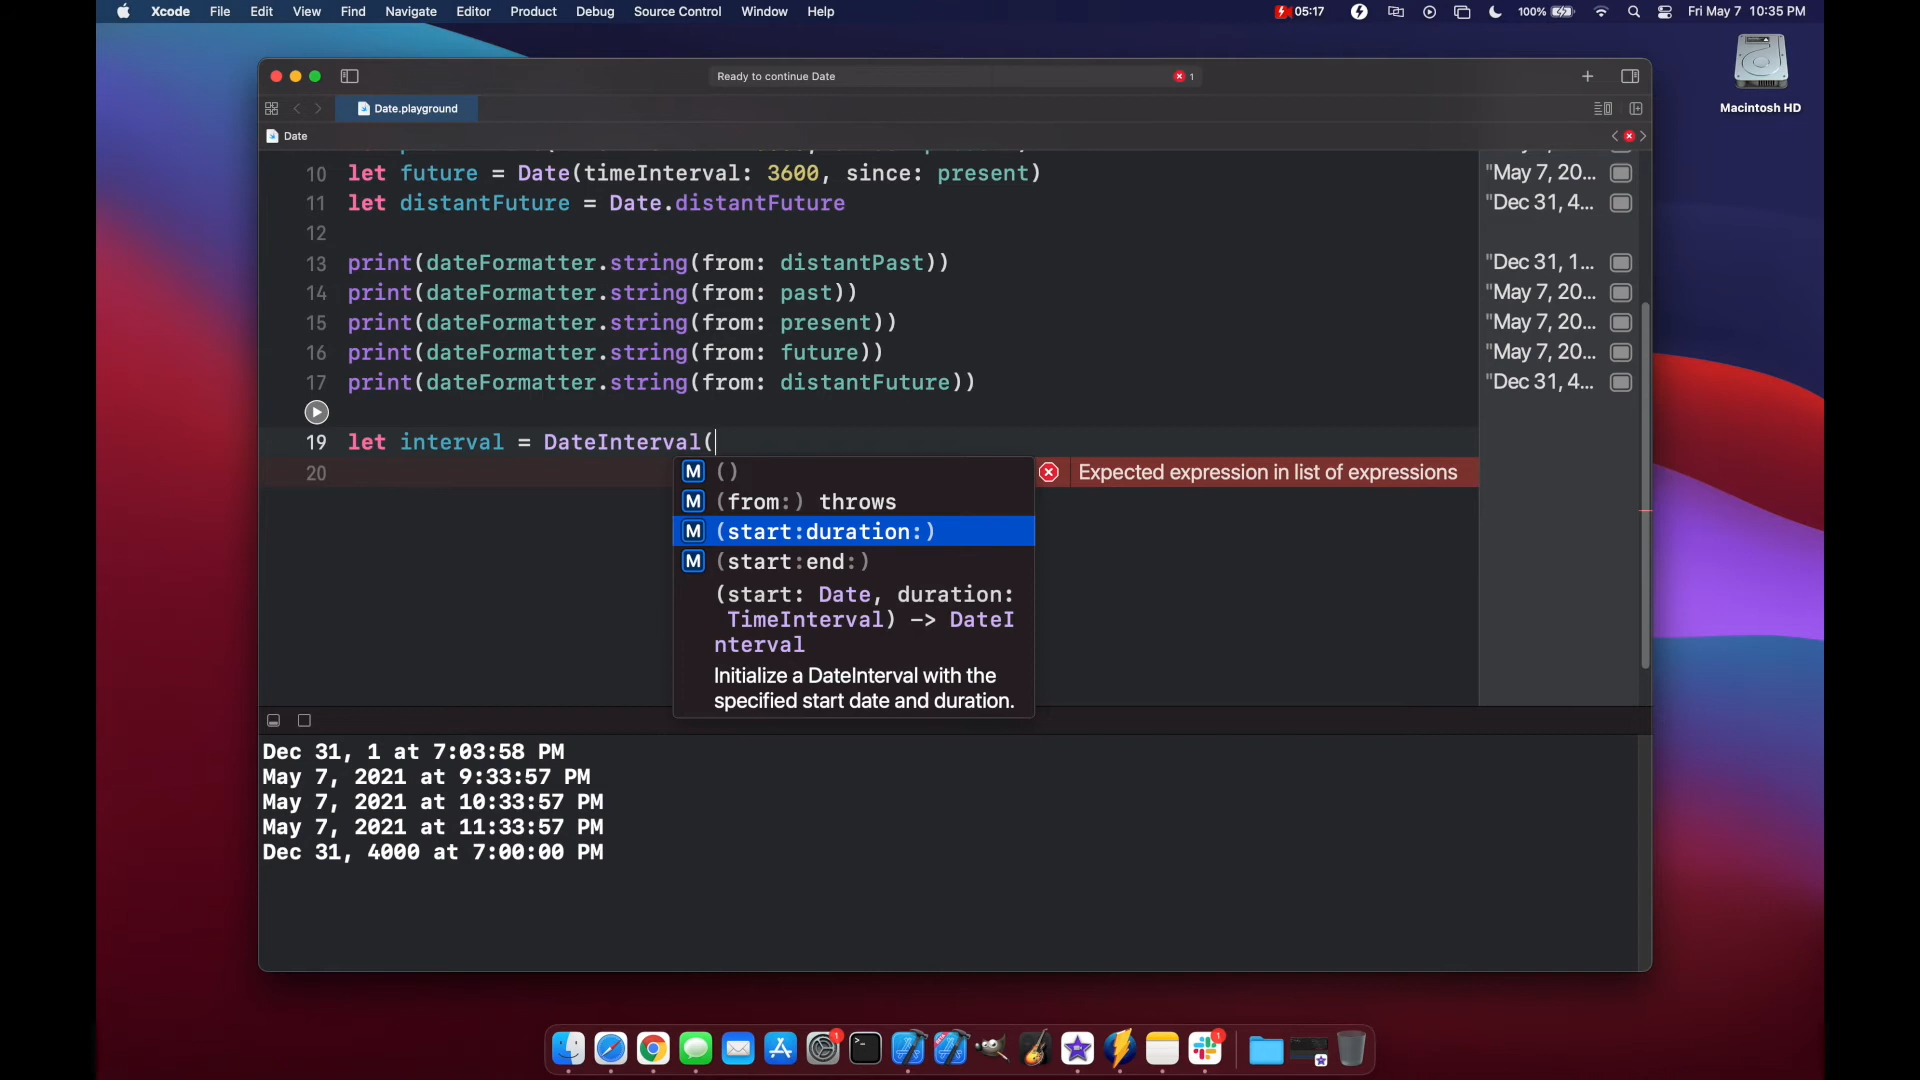 Xcode File Edit View Find Navigate Editor Product Debug Source Control Window Help 05:17 100% Fri May 7 10:35 PM
Macintosh HD
Ready to continue Date 1
Date.playground
Date
10 let future = Date(timeInterval: 3600, since: present) "May 7, 20...
11 let distantFuture = Date.distantFuture "Dec 31, 4...
12
13 print(dateFormatter.string(from: distantPast)) "Dec 31, 1...
14 print(dateFormatter.string(from: past)) "May 7, 20...
15 print(dateFormatter.string(from: present)) "May 7, 20...
16 print(dateFormatter.string(from: future)) "May 7, 20...
17 print(dateFormatter.string(from: distantFuture)) "Dec 31, 4...
19 let interval = DateInterval(
20 Expected expression in list of expressions
M ()
M (from:) throws
M (start:duration:)
M (start:end:)
(start: Date, duration:
TimeInterval) -> DateI
nterval
Initialize a DateInterval with the
specified start date and duration.
Dec 31, 1 at 7:03:58 PM
May 7, 2021 at 9:33:57 PM
May 7, 2021 at 10:33:57 PM
May 7, 2021 at 11:33:57 PM
Dec 31, 4000 at 7:00:00 PM
1 1